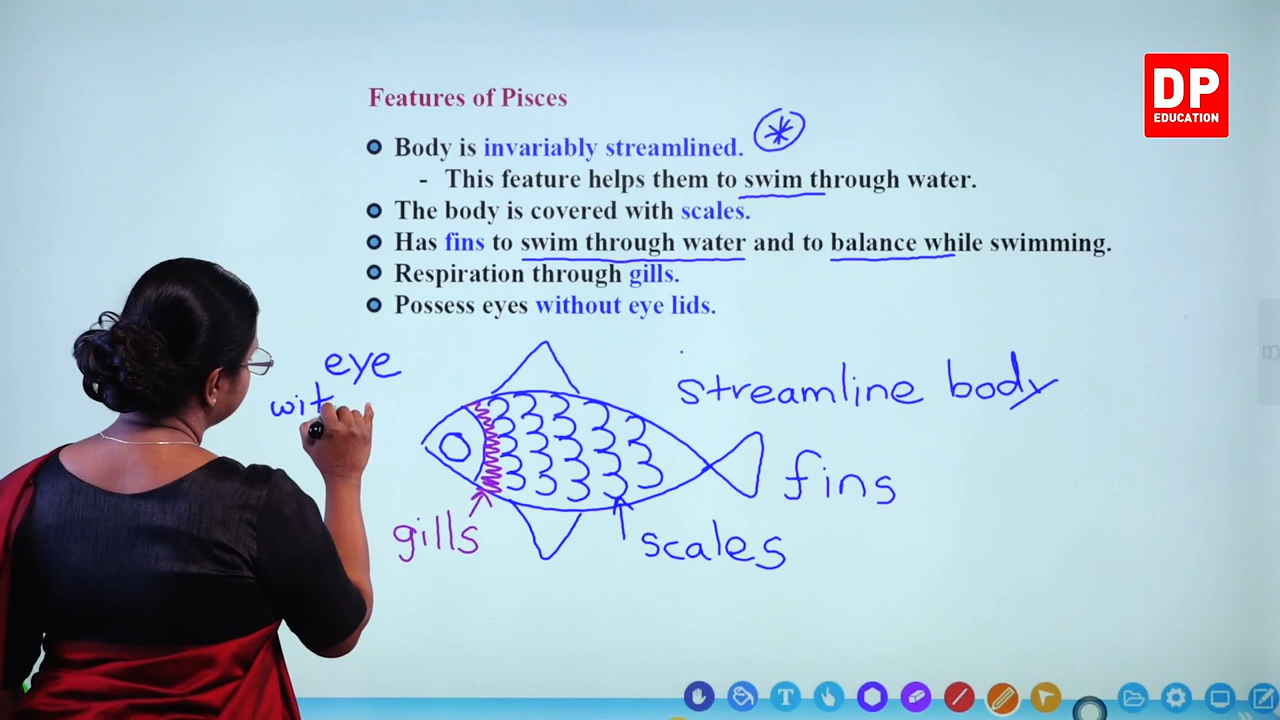 DP
EDUCATION
Features of Pisces
Body is invariably streamlined.
- This feature helps them to swim through water.
The body is covered with scales.
Has fins to swim through water and to balance while swimming.
Respiration through gills.
Possess eyes without eye lids.
eye
wit
streamline body
fins
gills
scales
T